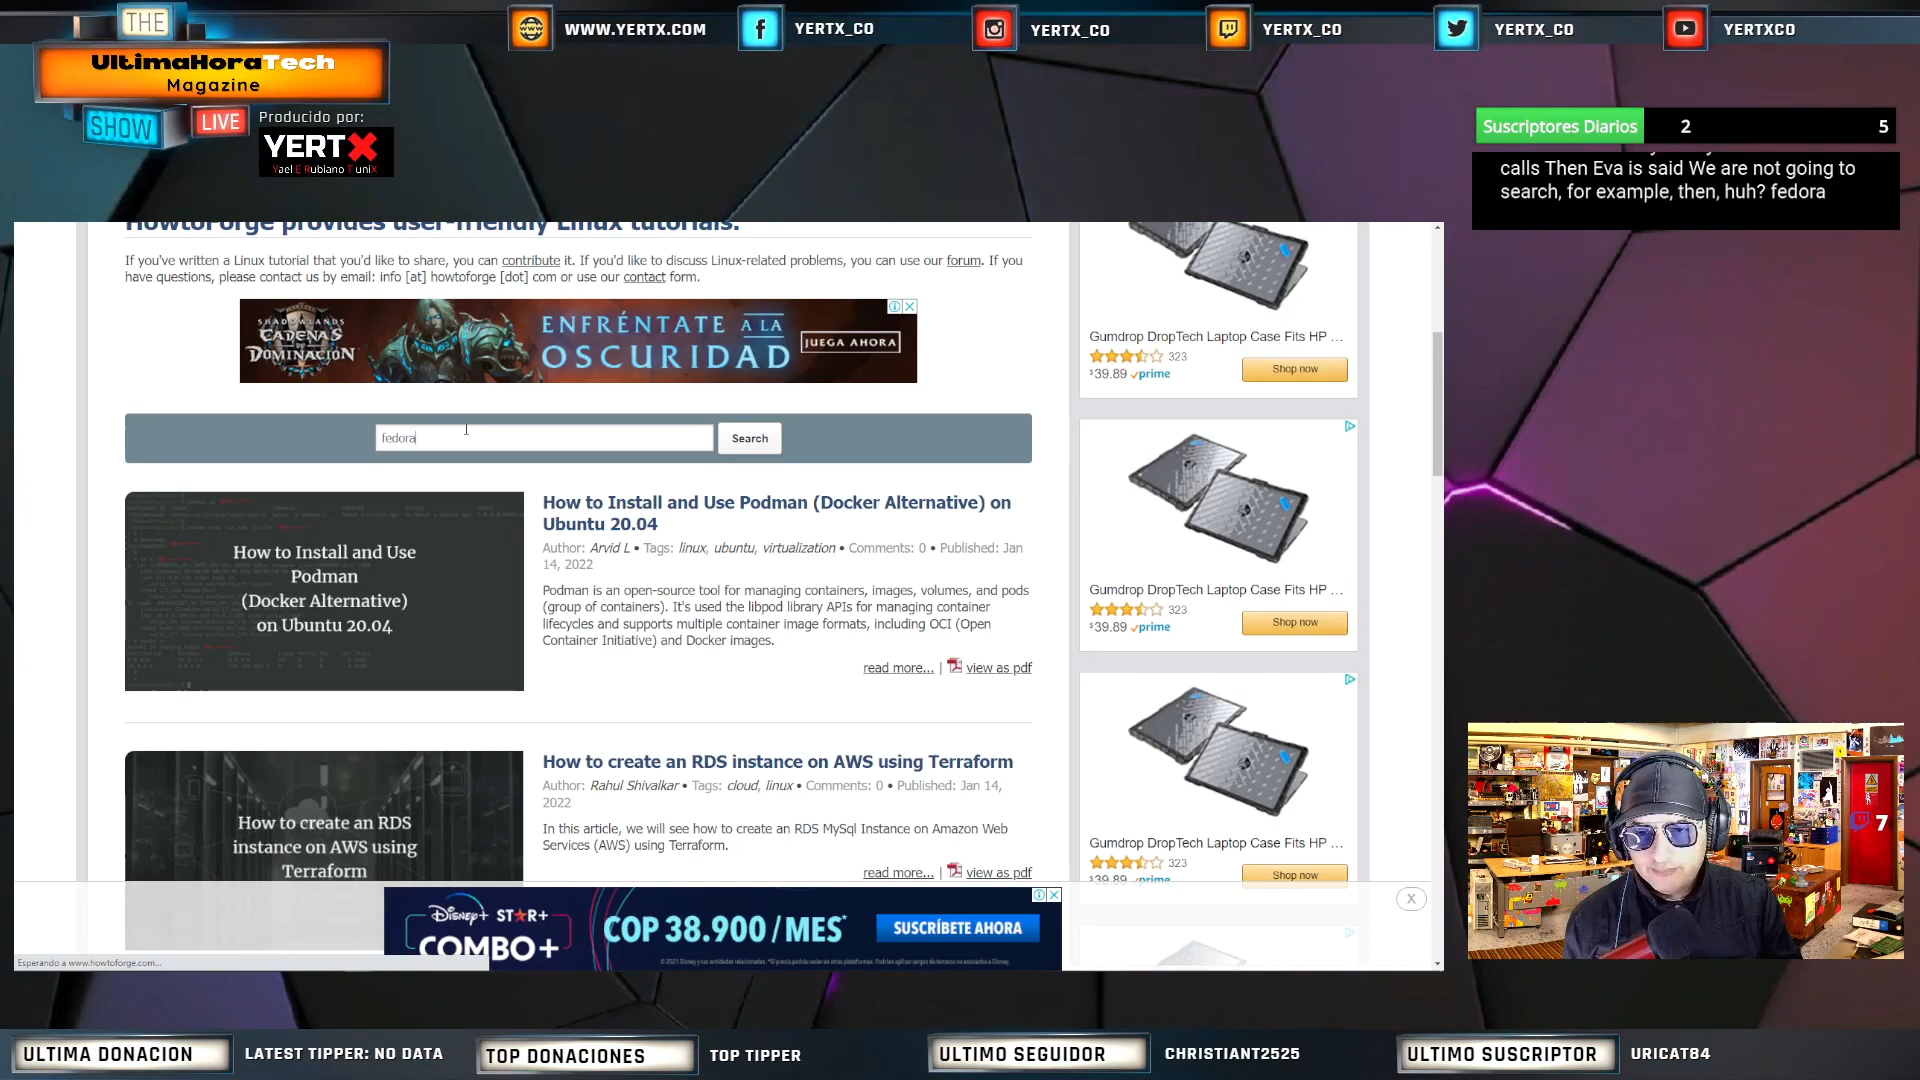 THE
UltimaHoraTech
Magazine
SHOW
LIVE
Producido por:
YERTX
Yael E Rubiano T uniX
WWW.YERTX.COM
YERTX_CO
YERTX_CO
YERTX_CO
YERTX_CO
YERTXCO
Suscriptores Diarios 2 5
calls Then Eva is said We are not going to
search, for example, then, huh? fedora
HowtoForge provides user-friendly Linux tutorials.
If you've written a Linux tutorial that you'd like to share, you can contribute it. If you'd like to discuss Linux-related problems, you can use our forum. If you
have questions, please contact us by email: info [at] howtoforge [dot] com or use our contact form.
SHADOWLANDS
CADENAS
DE
DOMINACIÓN
ENFRÉNTATE A LA
OSCURIDAD
JUEGA AHORA
fedora
Search
How to Install and Use
Podman
(Docker Alternative)
on Ubuntu 20.04
How to Install and Use Podman (Docker Alternative) on
Ubuntu 20.04
Author: Arvid L • Tags: linux, ubuntu, virtualization • Comments: 0 • Published: Jan
14, 2022
Podman is an open-source tool for managing containers, images, volumes, and pods
(group of containers). It's used the libpod library APIs for managing container
lifecycles and supports multiple container image formats, including OCI (Open
Container Initiative) and Docker images.
read more... | view as pdf
How to create an RDS
instance on AWS using
Terraform
How to create an RDS instance on AWS using Terraform
Author: Rahul Shivalkar • Tags: cloud, linux • Comments: 0 • Published: Jan 14,
2022
In this article, we will see how to create an RDS MySql Instance on Amazon Web
Services (AWS) using Terraform.
read more... | view as pdf
Gumdrop DropTech Laptop Case Fits HP ...
323
$39.89 prime
Shop now
Gumdrop DropTech Laptop Case Fits HP ...
323
$39.89 prime
Shop now
Gumdrop DropTech Laptop Case Fits HP ...
323
$39.89 prime
Shop now
X
Disney+ STAR+
COMBO+
COP 38.900/MES*
SUSCRÍBETE AHORA
Esperando a www.howtoforge.com...
7
ULTIMA DONACION
LATEST TIPPER: NO DATA
TOP DONACIONES
TOP TIPPER
ULTIMO SEGUIDOR
CHRISTIANT2525
ULTIMO SUSCRIPTOR
URICAT84